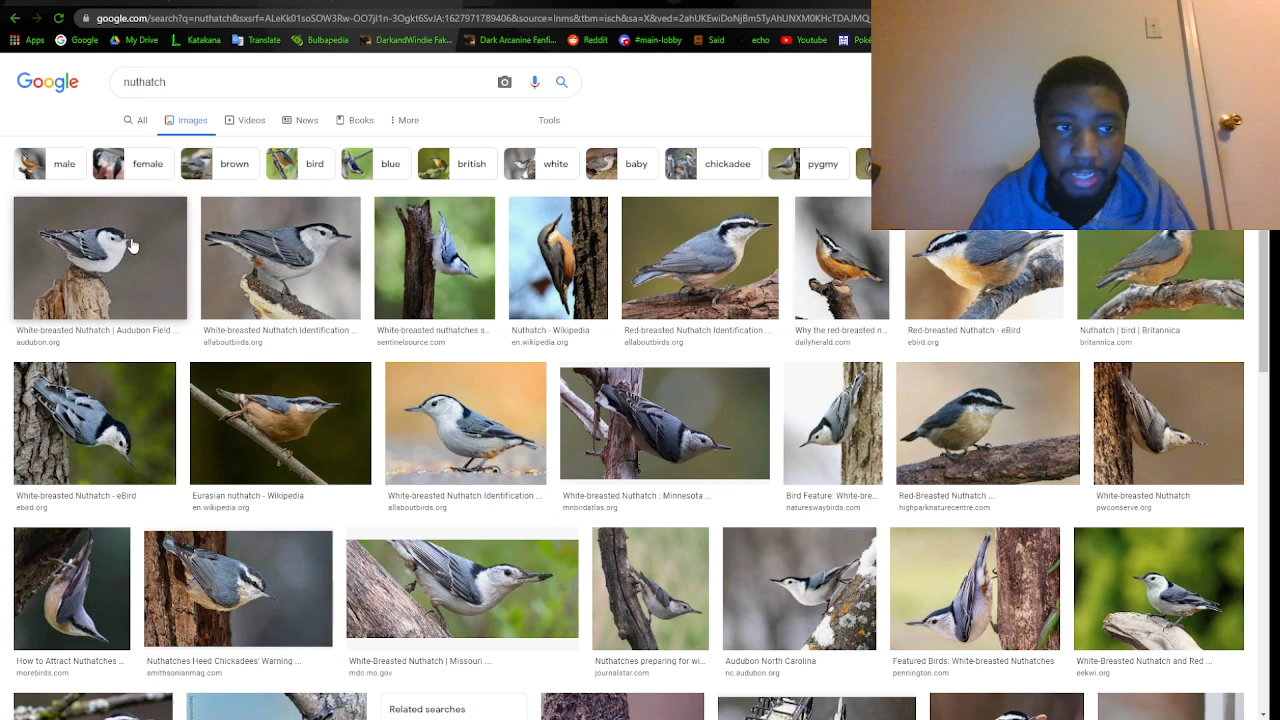 google.com/search?q=nuthatch&sxsrf=ALeKk01soSOW3Rw-OO7jI1n-3Ogkt6SvJA:1627971789406&source=lnms&tbm=isch&sa=X&ved=2ahUKEwiDoNjBm5TyAhUNXM0KHcTDAJMQ_
Apps Google My Drive Katakana Translate Bulbapedia DarkandWindie Fak... Dark Arcanine Fanfi... Reddit #main-lobby Said echo Youtube Poké
Google
nuthatch
All Images Videos News Books More Tools
male female brown bird blue british white baby chickadee pygmy
White-breasted Nuthatch | Audubon Field ...
audubon.org
White-breasted Nuthatch Identification ...
allaboutbirds.org
White-breasted nuthatches s...
sentinelsource.com
Nuthatch - Wikipedia
en.wikipedia.org
Red-breasted Nuthatch Identification ...
allaboutbirds.org
Why the red-breasted n...
dailyherald.com
Red-breasted Nuthatch - eBird
ebird.org
Nuthatch | bird | Britannica
britannica.com
White-breasted Nuthatch - eBird
ebird.org
Eurasian nuthatch - Wikipedia
en.wikipedia.org
White-breasted Nuthatch Identification ...
allaboutbirds.org
White-breasted Nuthatch : Minnesota ...
mnbirdatlas.org
Bird Feature: White-bre...
natureswaybirds.com
Red-Breasted Nuthatch ...
highparknaturecentre.com
White-breasted Nuthatch
pwconserve.org
How to Attract Nuthatches ...
morebirds.com
Nuthatches Heed Chickadees' Warning ...
smithsonianmag.com
White-Breasted Nuthatch | Missouri ...
mdc.mo.gov
Nuthatches preparing for wi...
journalstar.com
Audubon North Carolina
nc.audubon.org
Featured Birds: White-breasted Nuthatches
pennington.com
White-breasted Nuthatch and Red ...
eekwi.org
Related searches